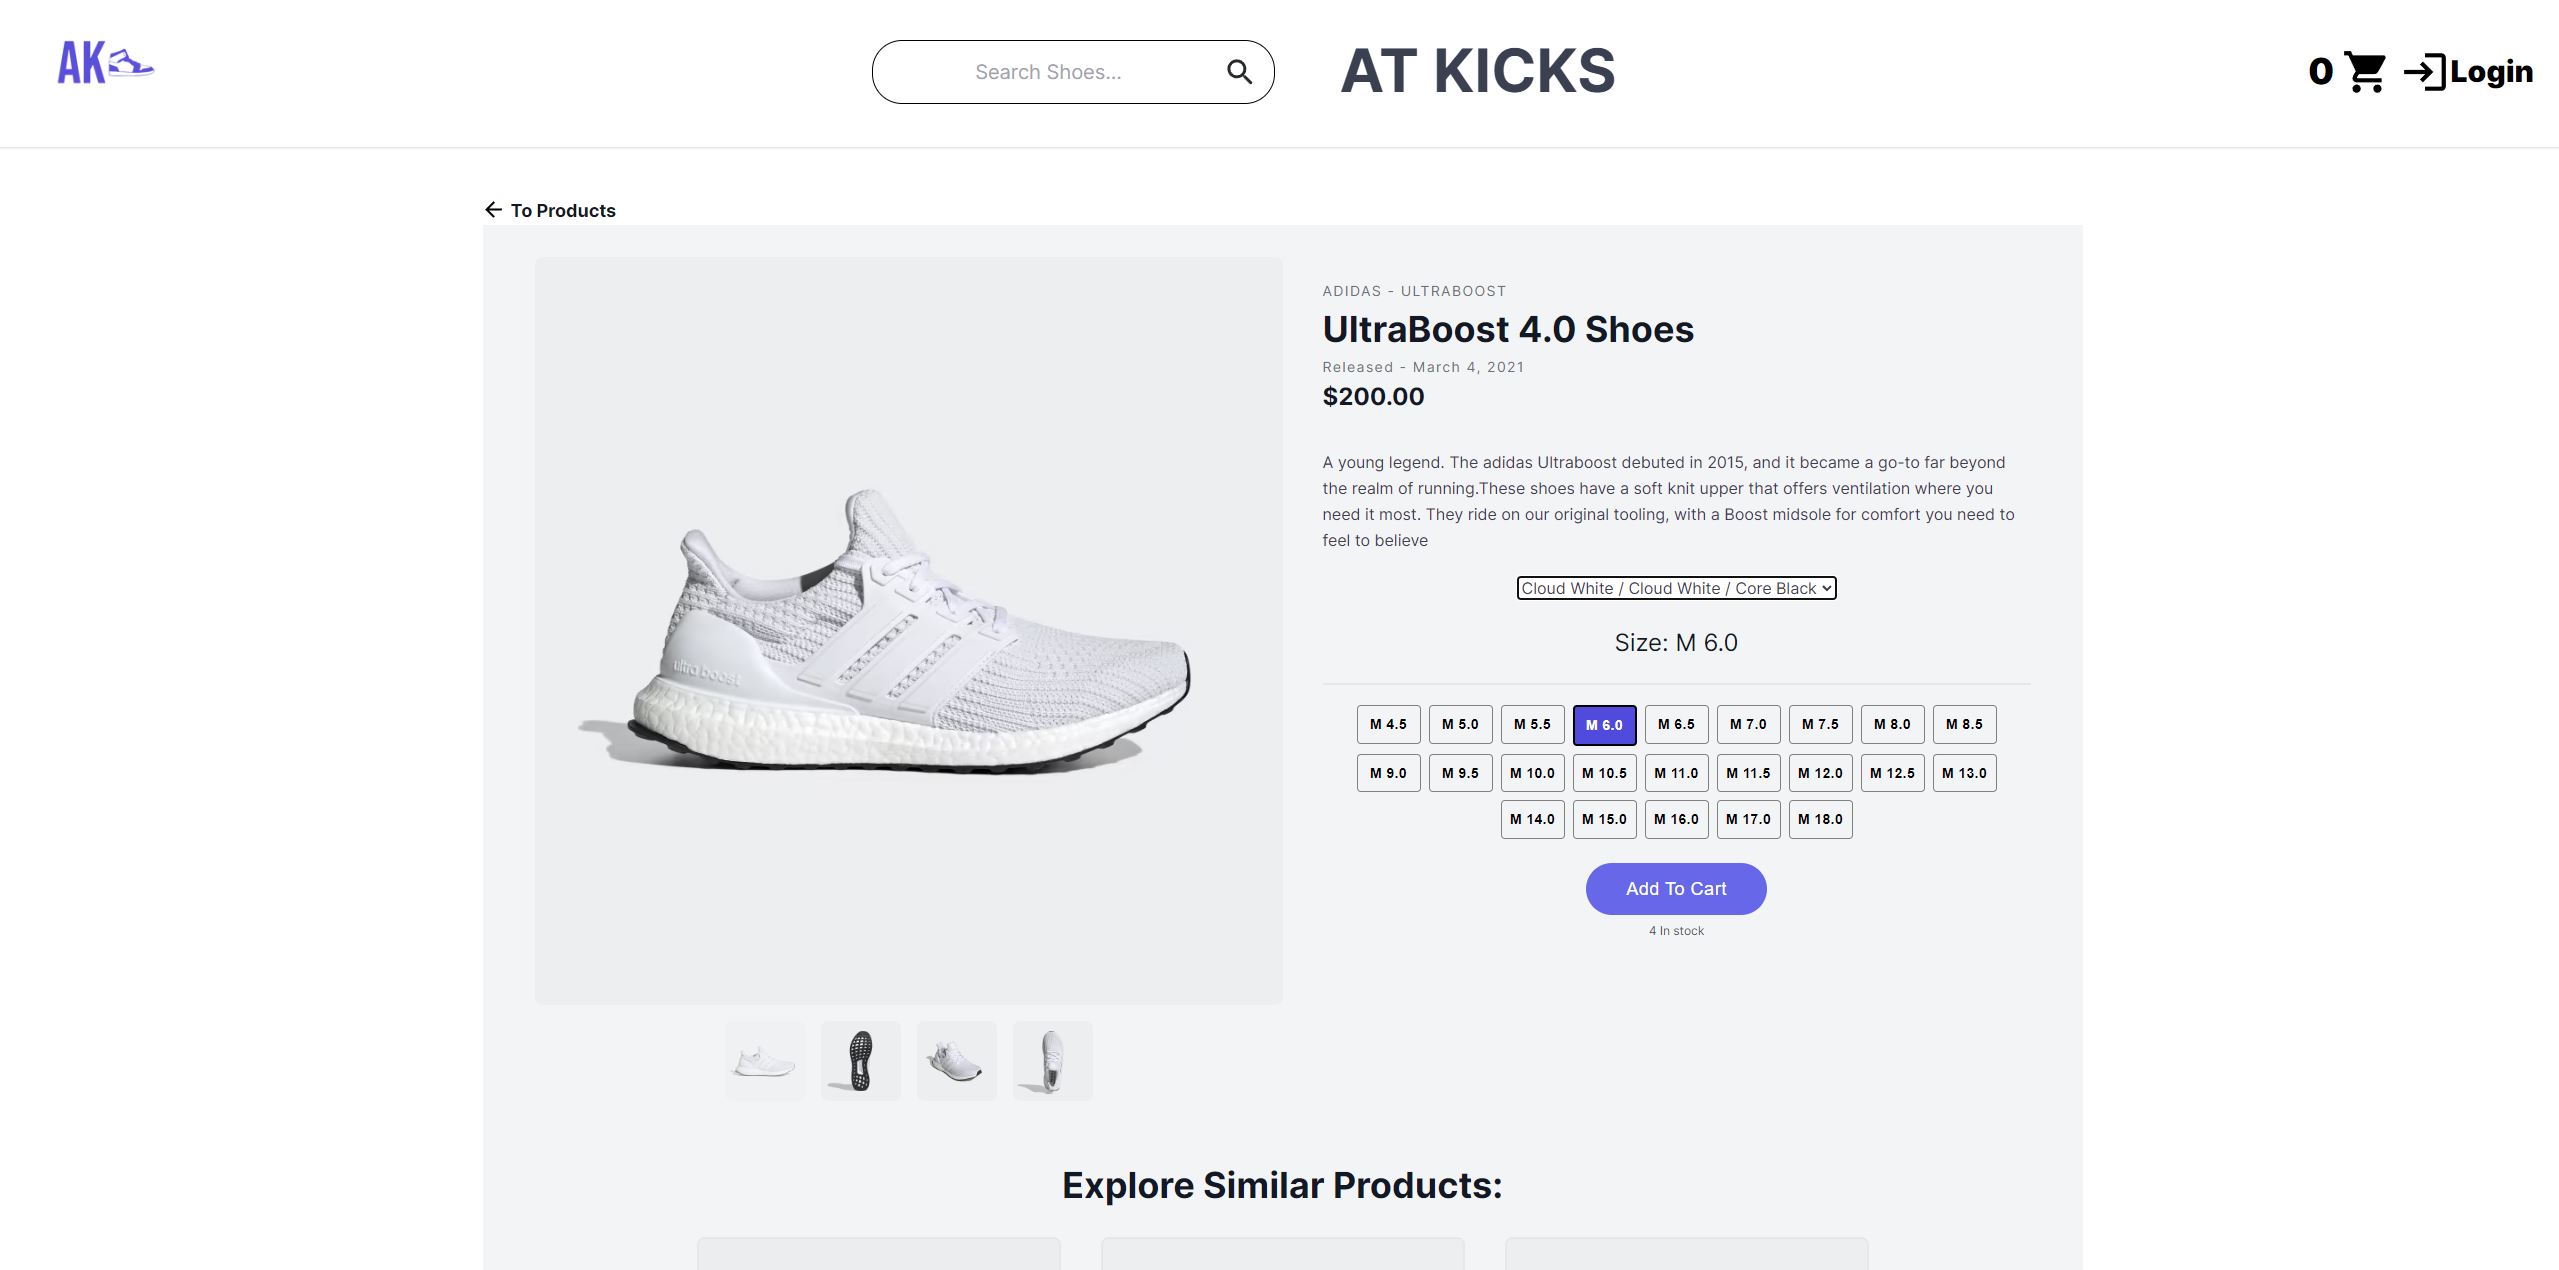 AK
Search Shoes...
AT KICKS
0
Login
To Products
ADIDAS - ULTRABOOST
UltraBoost 4.0 Shoes
Released - March 4, 2021
$200.00
A young legend. The adidas Ultraboost debuted in 2015, and it became a go-to far beyond
the realm of running.These shoes have a soft knit upper that offers ventilation where you
need it most. They ride on our original tooling, with a Boost midsole for comfort you need to
feel to believe
Cloud White / Cloud White / Core Black
Size: M 6.0
M 4.5 M 5.0 M 5.5 M 6.0 M 6.5 M 7.0 M 7.5 M 8.0 M 8.5
M 9.0 M 9.5 M 10.0 M 10.5 M 11.0 M 11.5 M 12.0 M 12.5 M 13.0
M 14.0 M 15.0 M 16.0 M 17.0 M 18.0
Add To Cart
4 In stock
ultra boost
Explore Similar Products: